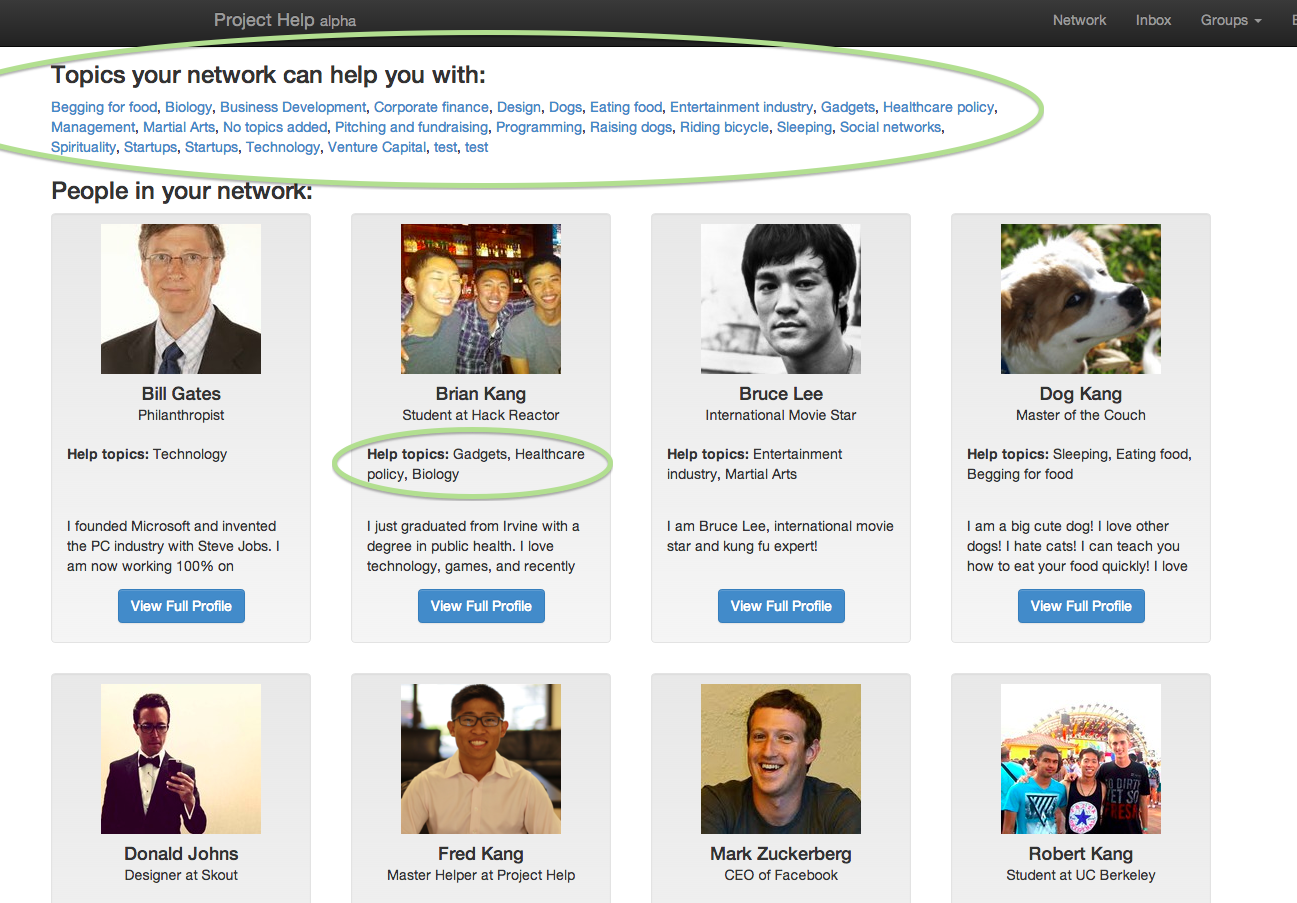 Project Help alpha
Network Inbox Groups
Topics your network can help you with:
Begging for food, Biology, Business Development, Corporate finance, Design, Dogs, Eating food, Entertainment industry, Gadgets, Healthcare policy,
Management, Martial Arts, No topics added, Pitching and fundraising, Programming, Raising dogs, Riding bicycle, Sleeping, Social networks,
Spirituality, Startups, Startups, Technology, Venture Capital, test, test
People in your network:
Bill Gates
Philanthropist
Help topics: Technology
I founded Microsoft and invented
the PC industry with Steve Jobs. I
am now working 100% on
View Full Profile
Brian Kang
Student at Hack Reactor
Help topics: Gadgets, Healthcare
policy, Biology
I just graduated from Irvine with a
degree in public health. I love
technology, games, and recently
View Full Profile
Bruce Lee
International Movie Star
Help topics: Entertainment
industry, Martial Arts
I am Bruce Lee, international movie
star and kung fu expert!
View Full Profile
Dog Kang
Master of the Couch
Help topics: Sleeping, Eating food,
Begging for food
I am a big cute dog! I love other
dogs! I hate cats! I can teach you
how to eat your food quickly! I love
View Full Profile
Donald Johns
Designer at Skout
Fred Kang
Master Helper at Project Help
Mark Zuckerberg
CEO of Facebook
SO DIRTY
YET SO
FRESH
Robert Kang
Student at UC Berkeley